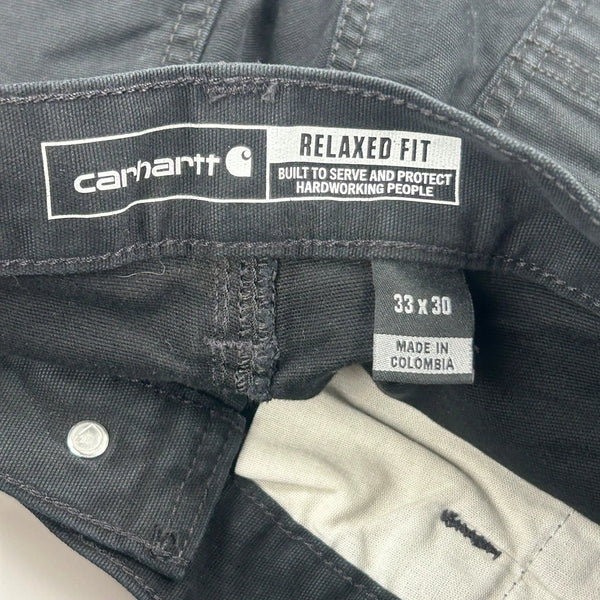 carhartt
RELAXED FIT
BUILT TO SERVE AND PROTECT
HARDWORKING PEOPLE
33 x 30
MADE IN
COLOMBIA